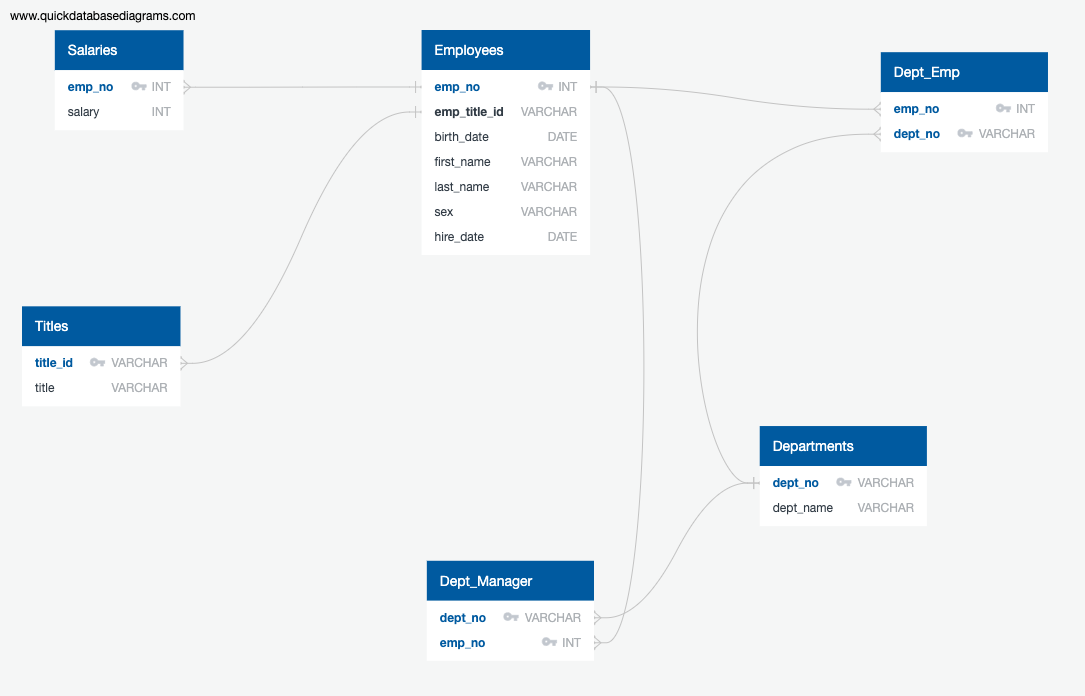 www.quickdatabasediagrams.com
Salaries
emp_no INT
salary INT
Employees
emp_no INT
emp_title_id VARCHAR
birth_date DATE
first_name VARCHAR
last_name VARCHAR
sex VARCHAR
hire_date DATE
Dept_Emp
emp_no INT
dept_no VARCHAR
Titles
title_id VARCHAR
title VARCHAR
Departments
dept_no VARCHAR
dept_name VARCHAR
Dept_Manager
dept_no VARCHAR
emp_no INT